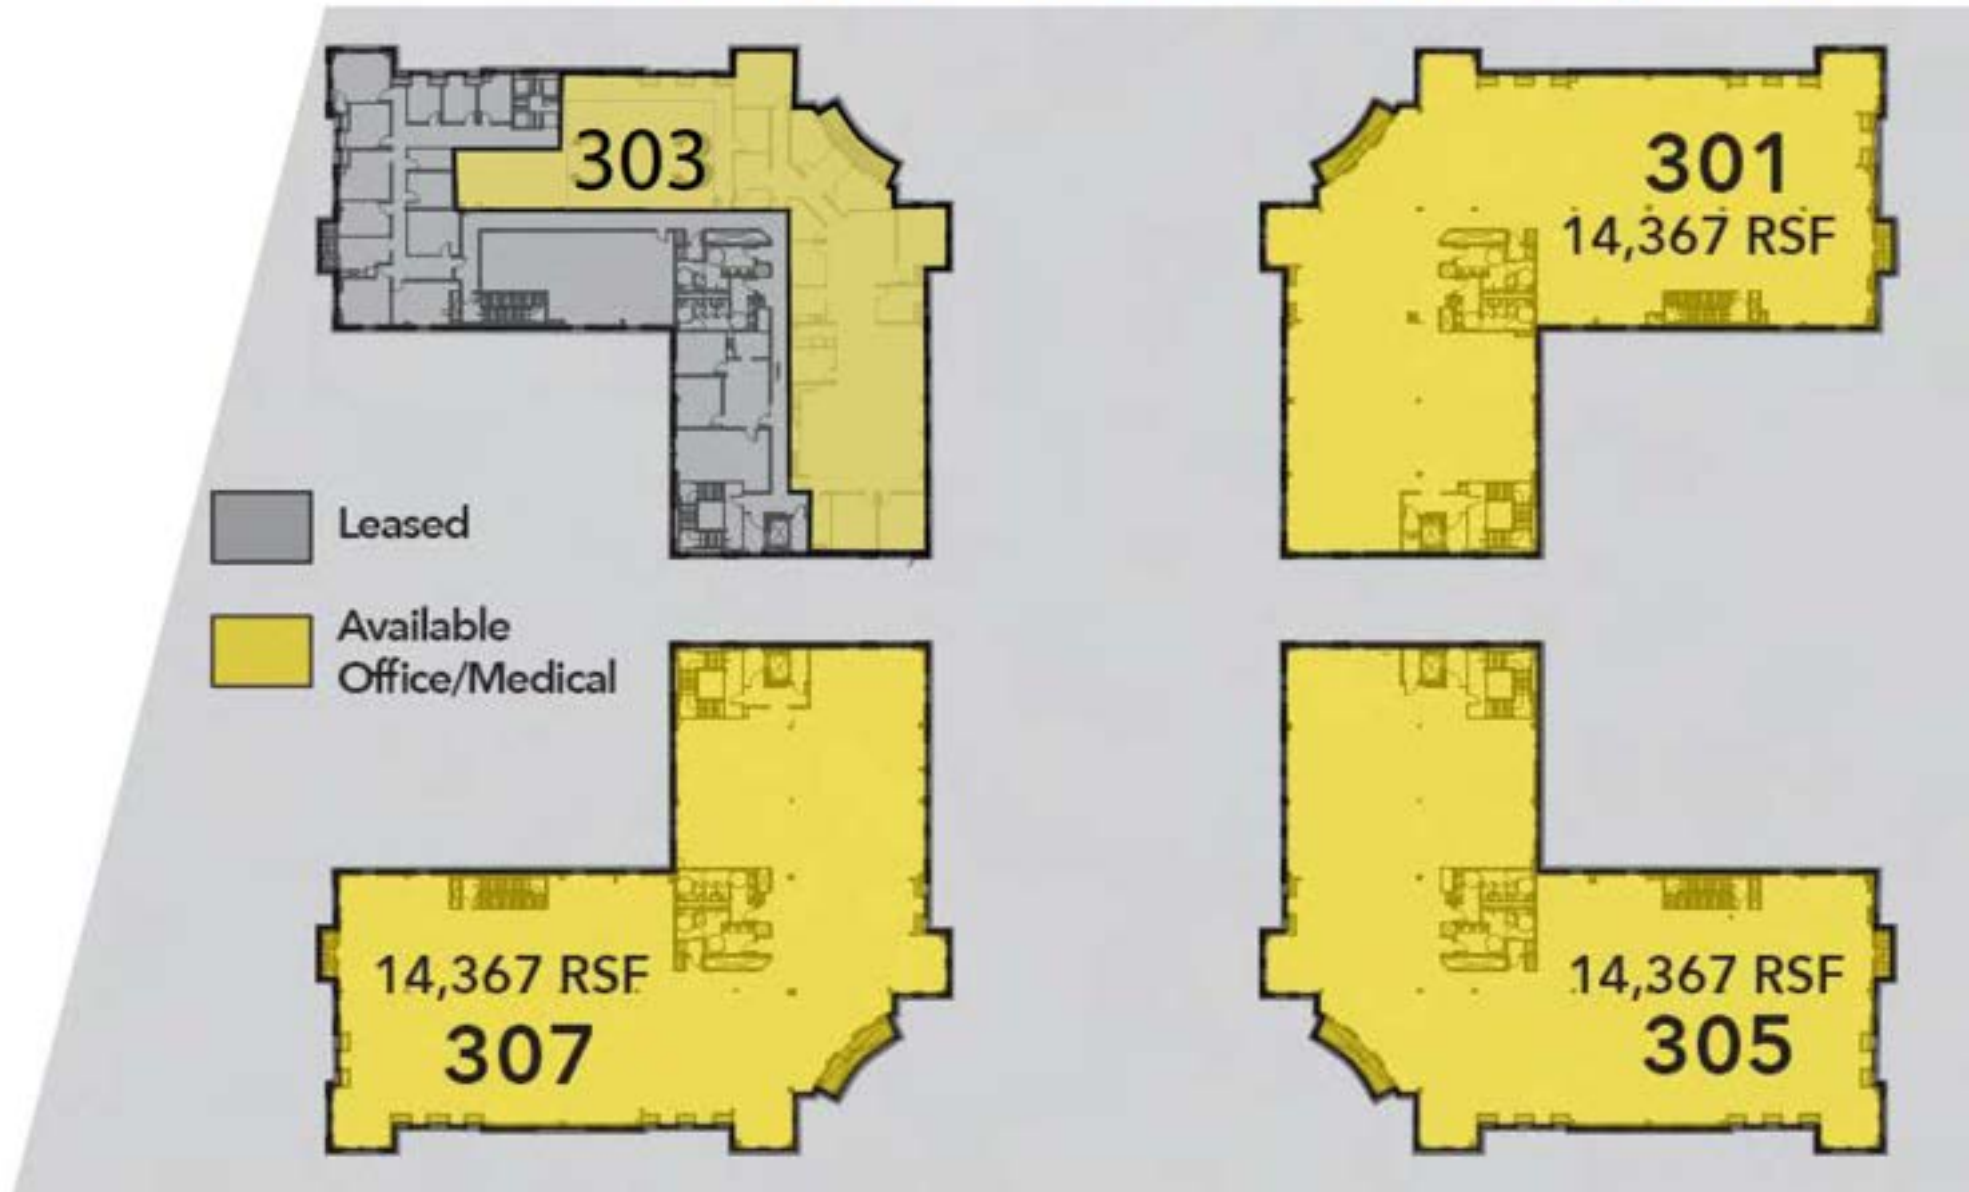 303
301
14,367 RSF
Leased
Available
Office/Medical
14,367 RSF
307
14,367 RSF
305